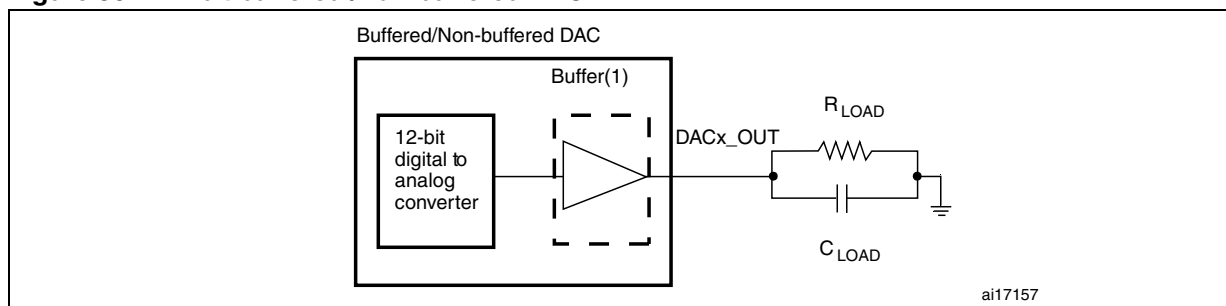 Buffered/Non-buffered DAC
Buffer(1)
12-bit
digital to
analog
converter
DACx_OUT
R LOAD
C LOAD
ai17157